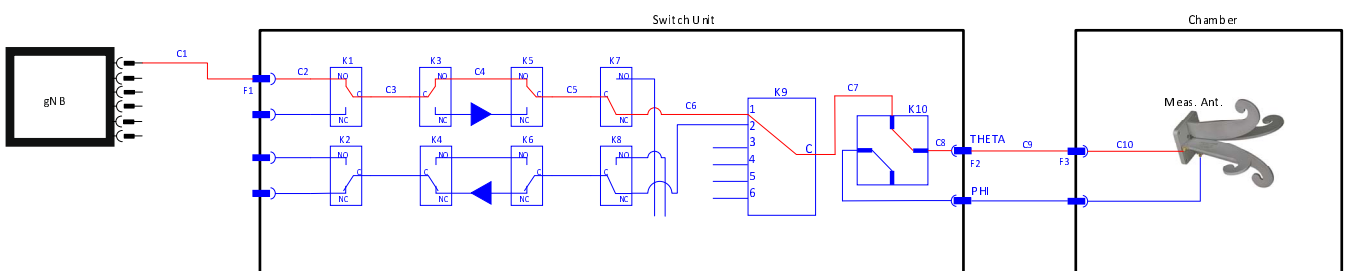 Switch Unit
Chamber
C1
gNB
F1
C2
K1
NO
C
NC
C3
K3
NO
C
NC
C4
K5
NO
C
NC
C5
K7
NO
C
NC
C6
K9
1
2
3
4
5
6
C
C7
K10
C8
THETA
F2
C9
F3
C10
Meas. Ant.
K2
NO
C
NC
K4
NO
C
NC
K6
NO
C
NC
K8
NO
C
NC
PHI